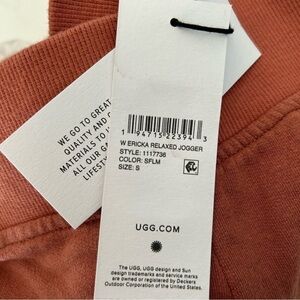 WE GO TO GREAT
QUALITY AND
MATERIALS TO
ALL OUR GA
LIFESTY
1 94715 22394 3
W ERICKA RELAXED JOGGER
STYLE: 1117736
COLOR: SFLM
SIZE: S
UGG.COM
The UGG, UGG design and Sun
design trademarks and service marks
are owned or registered by Deckers
Outdoor Corporation of the United States.